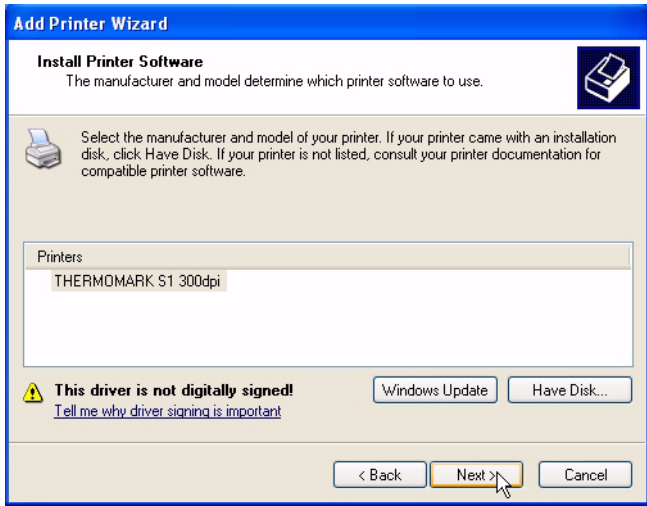 Add Printer Wizard
Install Printer Software
The manufacturer and model determine which printer software to use.
Select the manufacturer and model of your printer. If your printer came with an installation
disk, click Have Disk. If your printer is not listed, consult your printer documentation for
compatible printer software.
Printers
THERMOMARK S1 300dpi
This driver is not digitally signed!
Tell me why driver signing is important
Windows Update
Have Disk...
< Back
Next >
Cancel